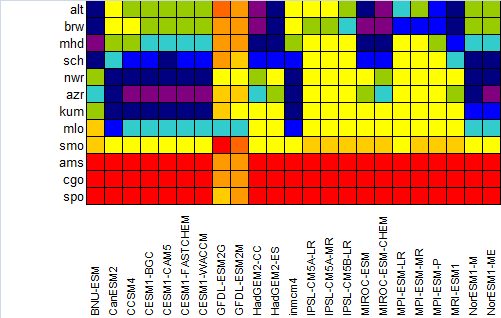 alt
brw
mhd
sch
nwr
azr
kum
mlo
smo
ams
cgo
spo
BNU-ESM
CanESM2
CCSM4
CESM1-BGC
CESM1-CAM5
CESM1-FASTCHEM
CESM1-WACCM
GFDL-ESM2G
GFDL-ESM2M
HadGEM2-CC
HadGEM2-ES
inmcm4
IPSL-CM5A-LR
IPSL-CM5A-MR
IPSL-CM5B-LR
MIROC-ESM
MIROC-ESM-CHEM
MPI-ESM-LR
MPI-ESM-MR
MPI-ESM-P
MRI-ESM1
NorESM1-M
NorESM1-ME